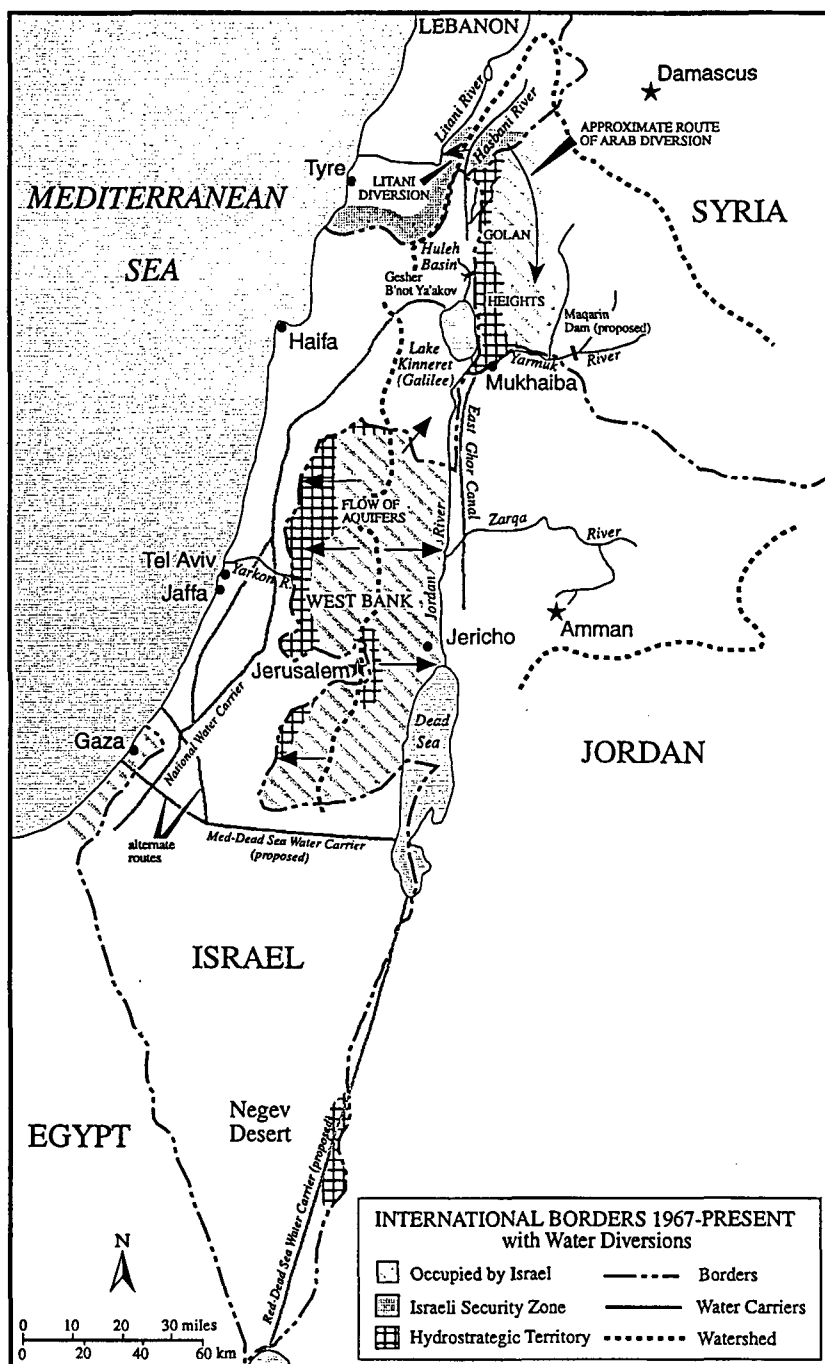 LEBANON
Damascus
Litani River
Hasbani River
APPROXIMATE ROUTE
OF ARAB DIVERSION
Tyre
LITANI
DIVERSION
MEDITERRANEAN
SEA
SYRIA
GOLAN
HEIGHTS
Huleh
Basin
Gesher
B'not Ya'akov
Maqarin
Dam (proposed)
Haifa
Lake
Kinneret
(Galilee)
Yarmuk
River
Mukhaiba
East Ghor Canal
FLOW OF
AQUIFERS
Jordan River
Zarqa
River
Tel Aviv
Jaffa
Yarkon R.
WEST BANK
Amman
Jericho
Jerusalem
National Water Carrier
Dead
Sea
Gaza
JORDAN
alternate
routes
Med-Dead Sea Water Carrier
(proposed)
ISRAEL
Negev
Desert
EGYPT
Red-Dead Sea Water Carrier (proposed)
N
0 10 20 30 miles
0 20 40 60 km
INTERNATIONAL BORDERS 1967-PRESENT
with Water Diversions
Occupied by Israel
Borders
Israeli Security Zone
Water Carriers
Hydrostrategic Territory
Watershed